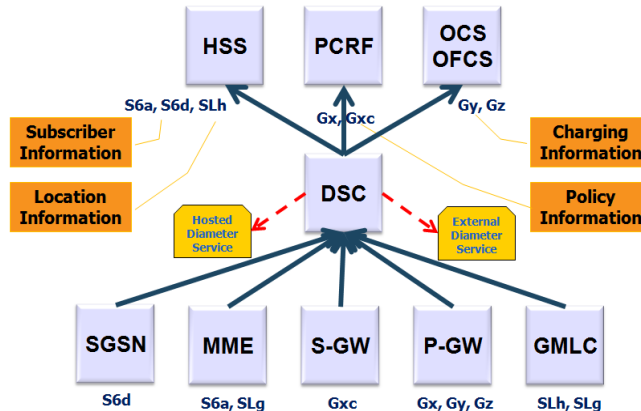 HSS
PCRF
OCS
OFCS
S6a, S6d, SLh
Gx, Gxc
Gy, Gz
Subscriber
Information
Charging
Information
Location
Information
Policy
Information
DSC
Hosted
Diameter
Service
External
Diameter
Service
SGSN
MME
S-GW
P-GW
GMLC
S6d
S6a, SLg
Gxc
Gx, Gy, Gz
SLh, SLg